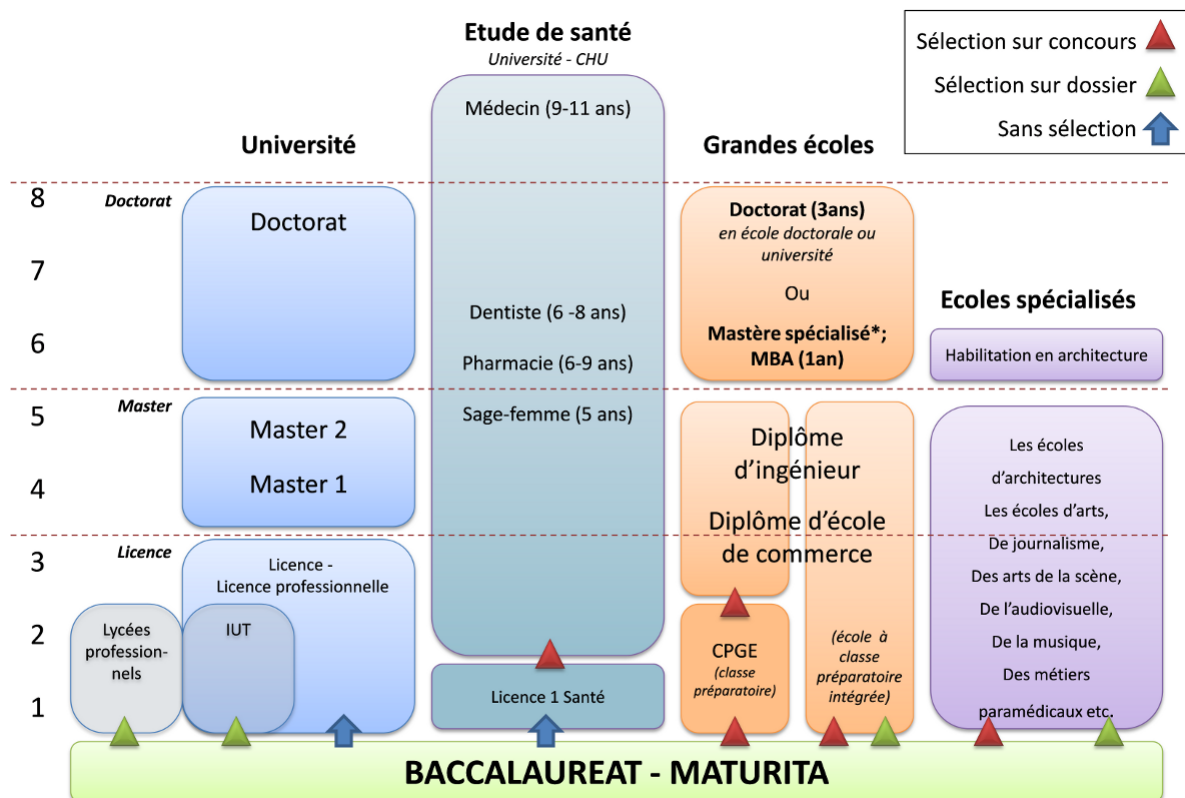 Etude de santé
Université - CHU
Médecin (9-11 ans)
Dentiste (6 -8 ans)
Pharmacie (6-9 ans)
Sage-femme (5 ans)
Licence 1 Santé
Sélection sur concours
Sélection sur dossier
Sans sélection
Université
Grandes écoles
Ecoles spécialisés
8
7
6
5
4
3
2
1
Doctorat
Master
Licence
Doctorat
Master 2
Master 1
Licence -
Licence professionnelle
Lycées
profession-
nels
IUT
Doctorat (3ans)
en école doctorale ou
université
Ou
Mastère spécialisé*;
MBA (1an)
Diplôme
d’ingénieur
Diplôme d’école
de commerce
CPGE
(classe
préparatoire)
(école à
classe
préparatoire
intégrée)
Habilitation en architecture
Les écoles
d’architectures
Les écoles d’arts,
De journalisme,
Des arts de la scène,
De l’audiovisuelle,
De la musique,
Des métiers
paramédicaux etc.
BACCALAUREAT - MATURITA